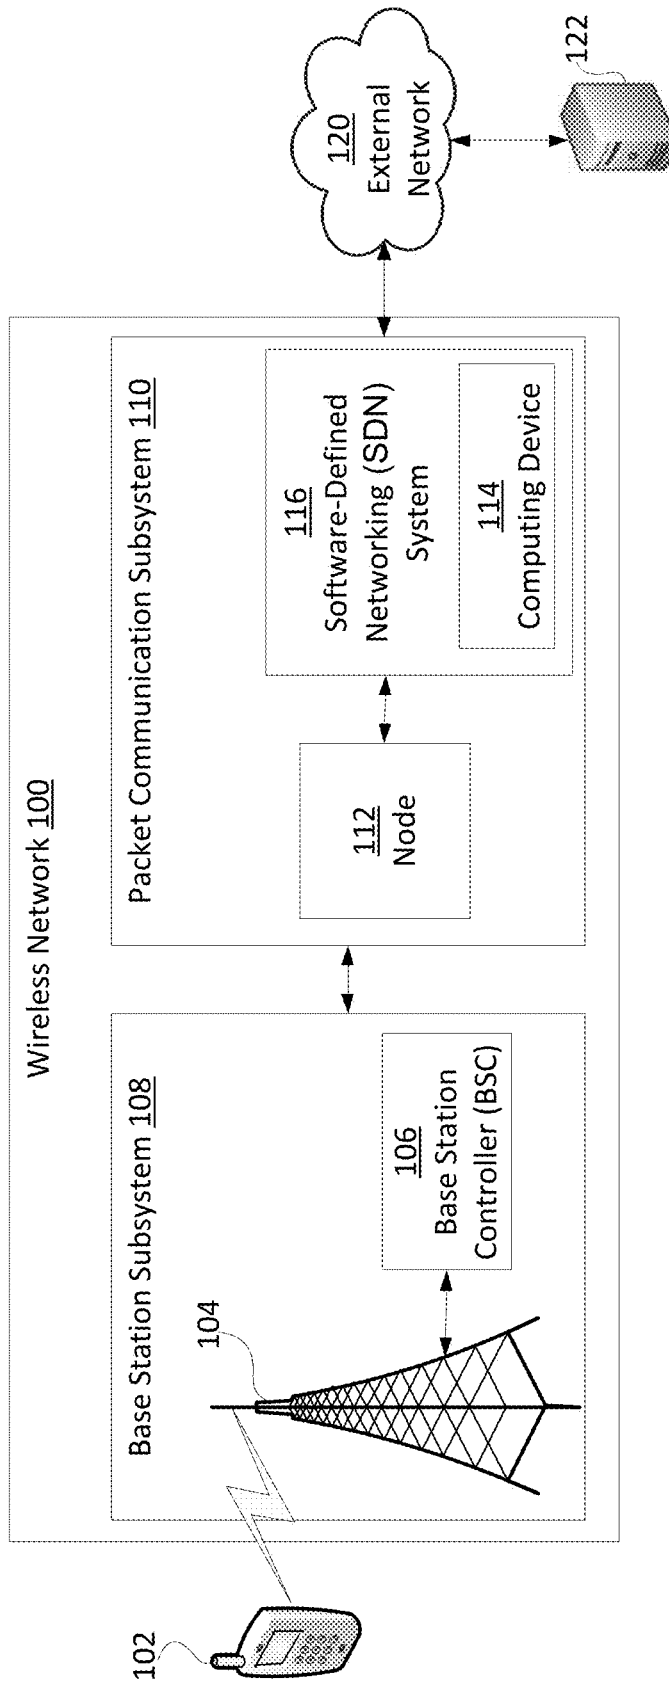 Wireless Network 100
102
Base Station Subsystem 108
104
106
Base Station
Controller (BSC)
Packet Communication Subsystem 110
112
Node
116
Software-Defined
Networking (SDN)
System
114
Computing Device
120
External
Network
122